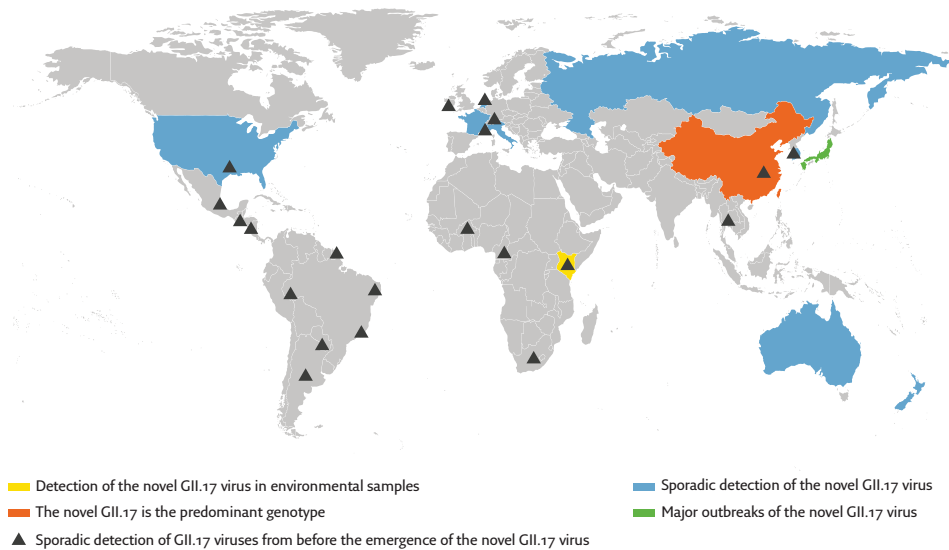 Detection of the novel GII.17 virus in environmental samples
The novel GII.17 is the predominant genotype
Sporadic detection of GII.17 viruses from before the emergence of the novel GII.17 virus
Sporadic detection of the novel GII.17 virus
Major outbreaks of the novel GII.17 virus